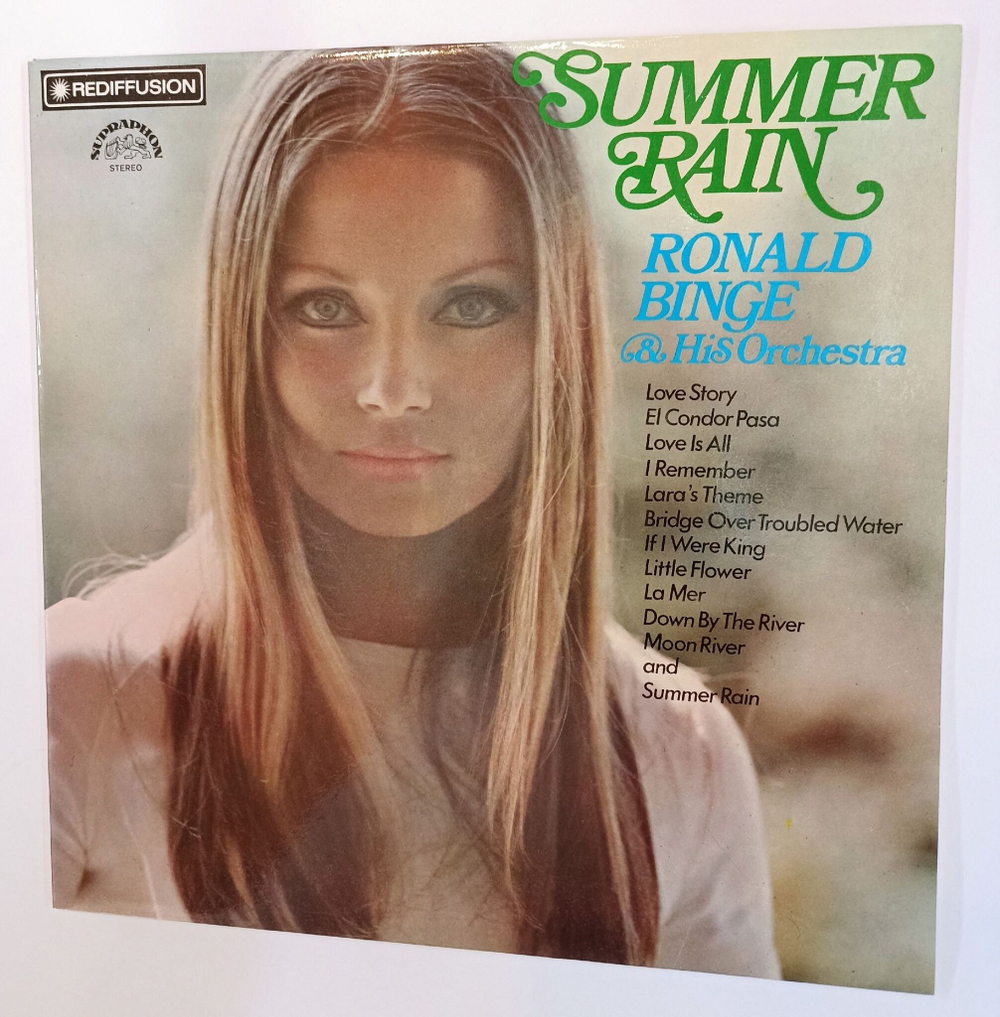 REDIFFUSION
SUPRAPHON
STEREO
SUMMER
RAIN
RONALD
BINGE
& His Orchestra
Love Story
El Condor Pasa
Love Is All
I Remember
Lara's Theme
Bridge Over Troubled Water
If I Were King
Little Flower
La Mer
Down By The River
Moon River
and
Summer Rain